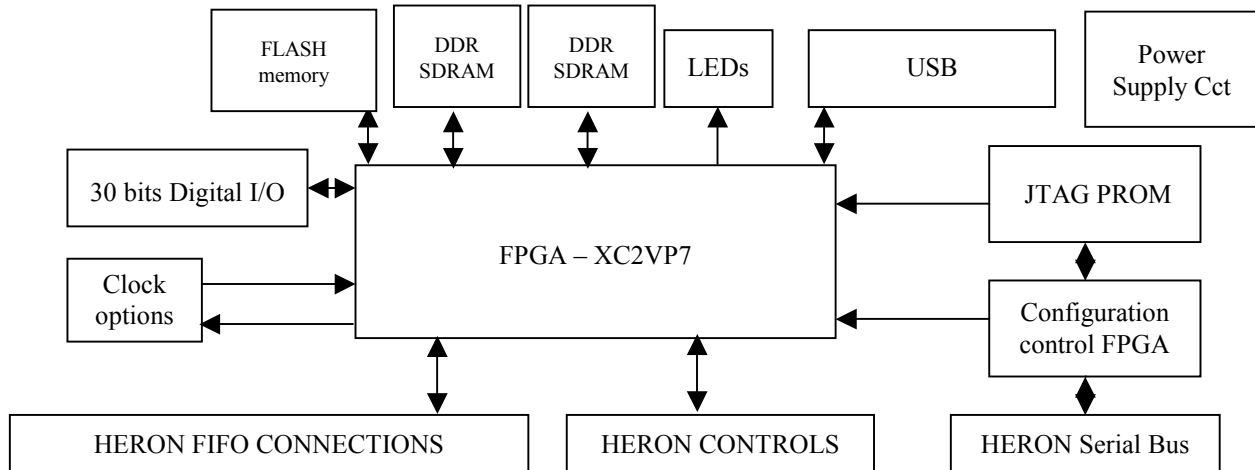 FLASH
memory
DDR
SDRAM
DDR
SDRAM
LEDs
USB
Power
Supply Cct
30 bits Digital I/O
JTAG PROM
FPGA – XC2VP7
Clock
options
Configuration
control FPGA
HERON FIFO CONNECTIONS
HERON CONTROLS
HERON Serial Bus